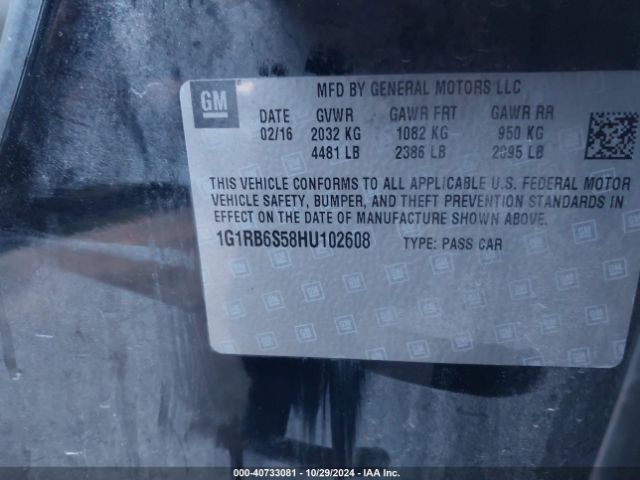 GM
MFD BY GENERAL MOTORS LLC
DATE GVWR GAWR FRT GAWR RR
02/16 2032 KG 1082 KG 950 KG
4481 LB 2386 LB 2095 LB
THIS VEHICLE CONFORMS TO ALL APPLICABLE U.S. FEDERAL MOTOR
VEHICLE SAFETY, BUMPER, AND THEFT PREVENTION STANDARDS IN
EFFECT ON THE DATE OF MANUFACTURE SHOWN ABOVE.
1G1RB6S58HU102608 TYPE: PASS CAR
000-40733081 - 10/29/2024 - IAA Inc.